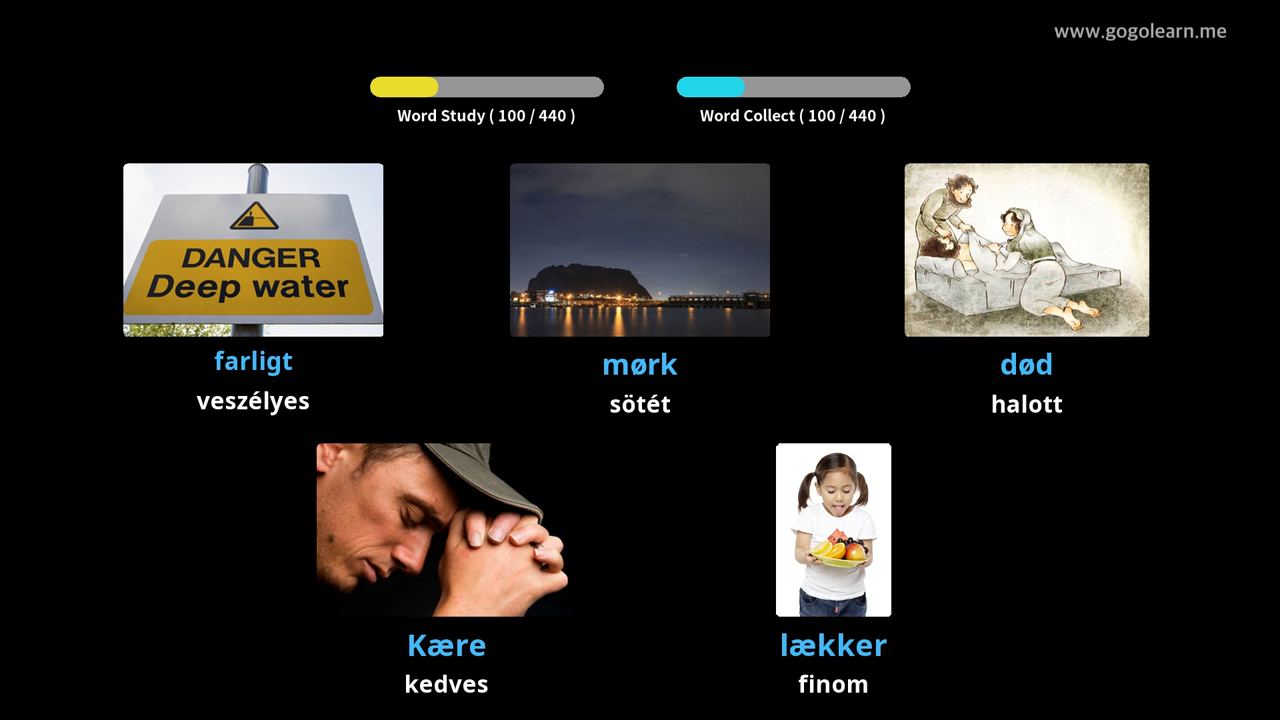 www.gogolearn.me
Word Study ( 100 / 440 )
Word Collect ( 100 / 440 )
DANGER
Deep water
farligt
veszélyes
mørk
sötét
død
halott
Kære
kedves
lækker
finom